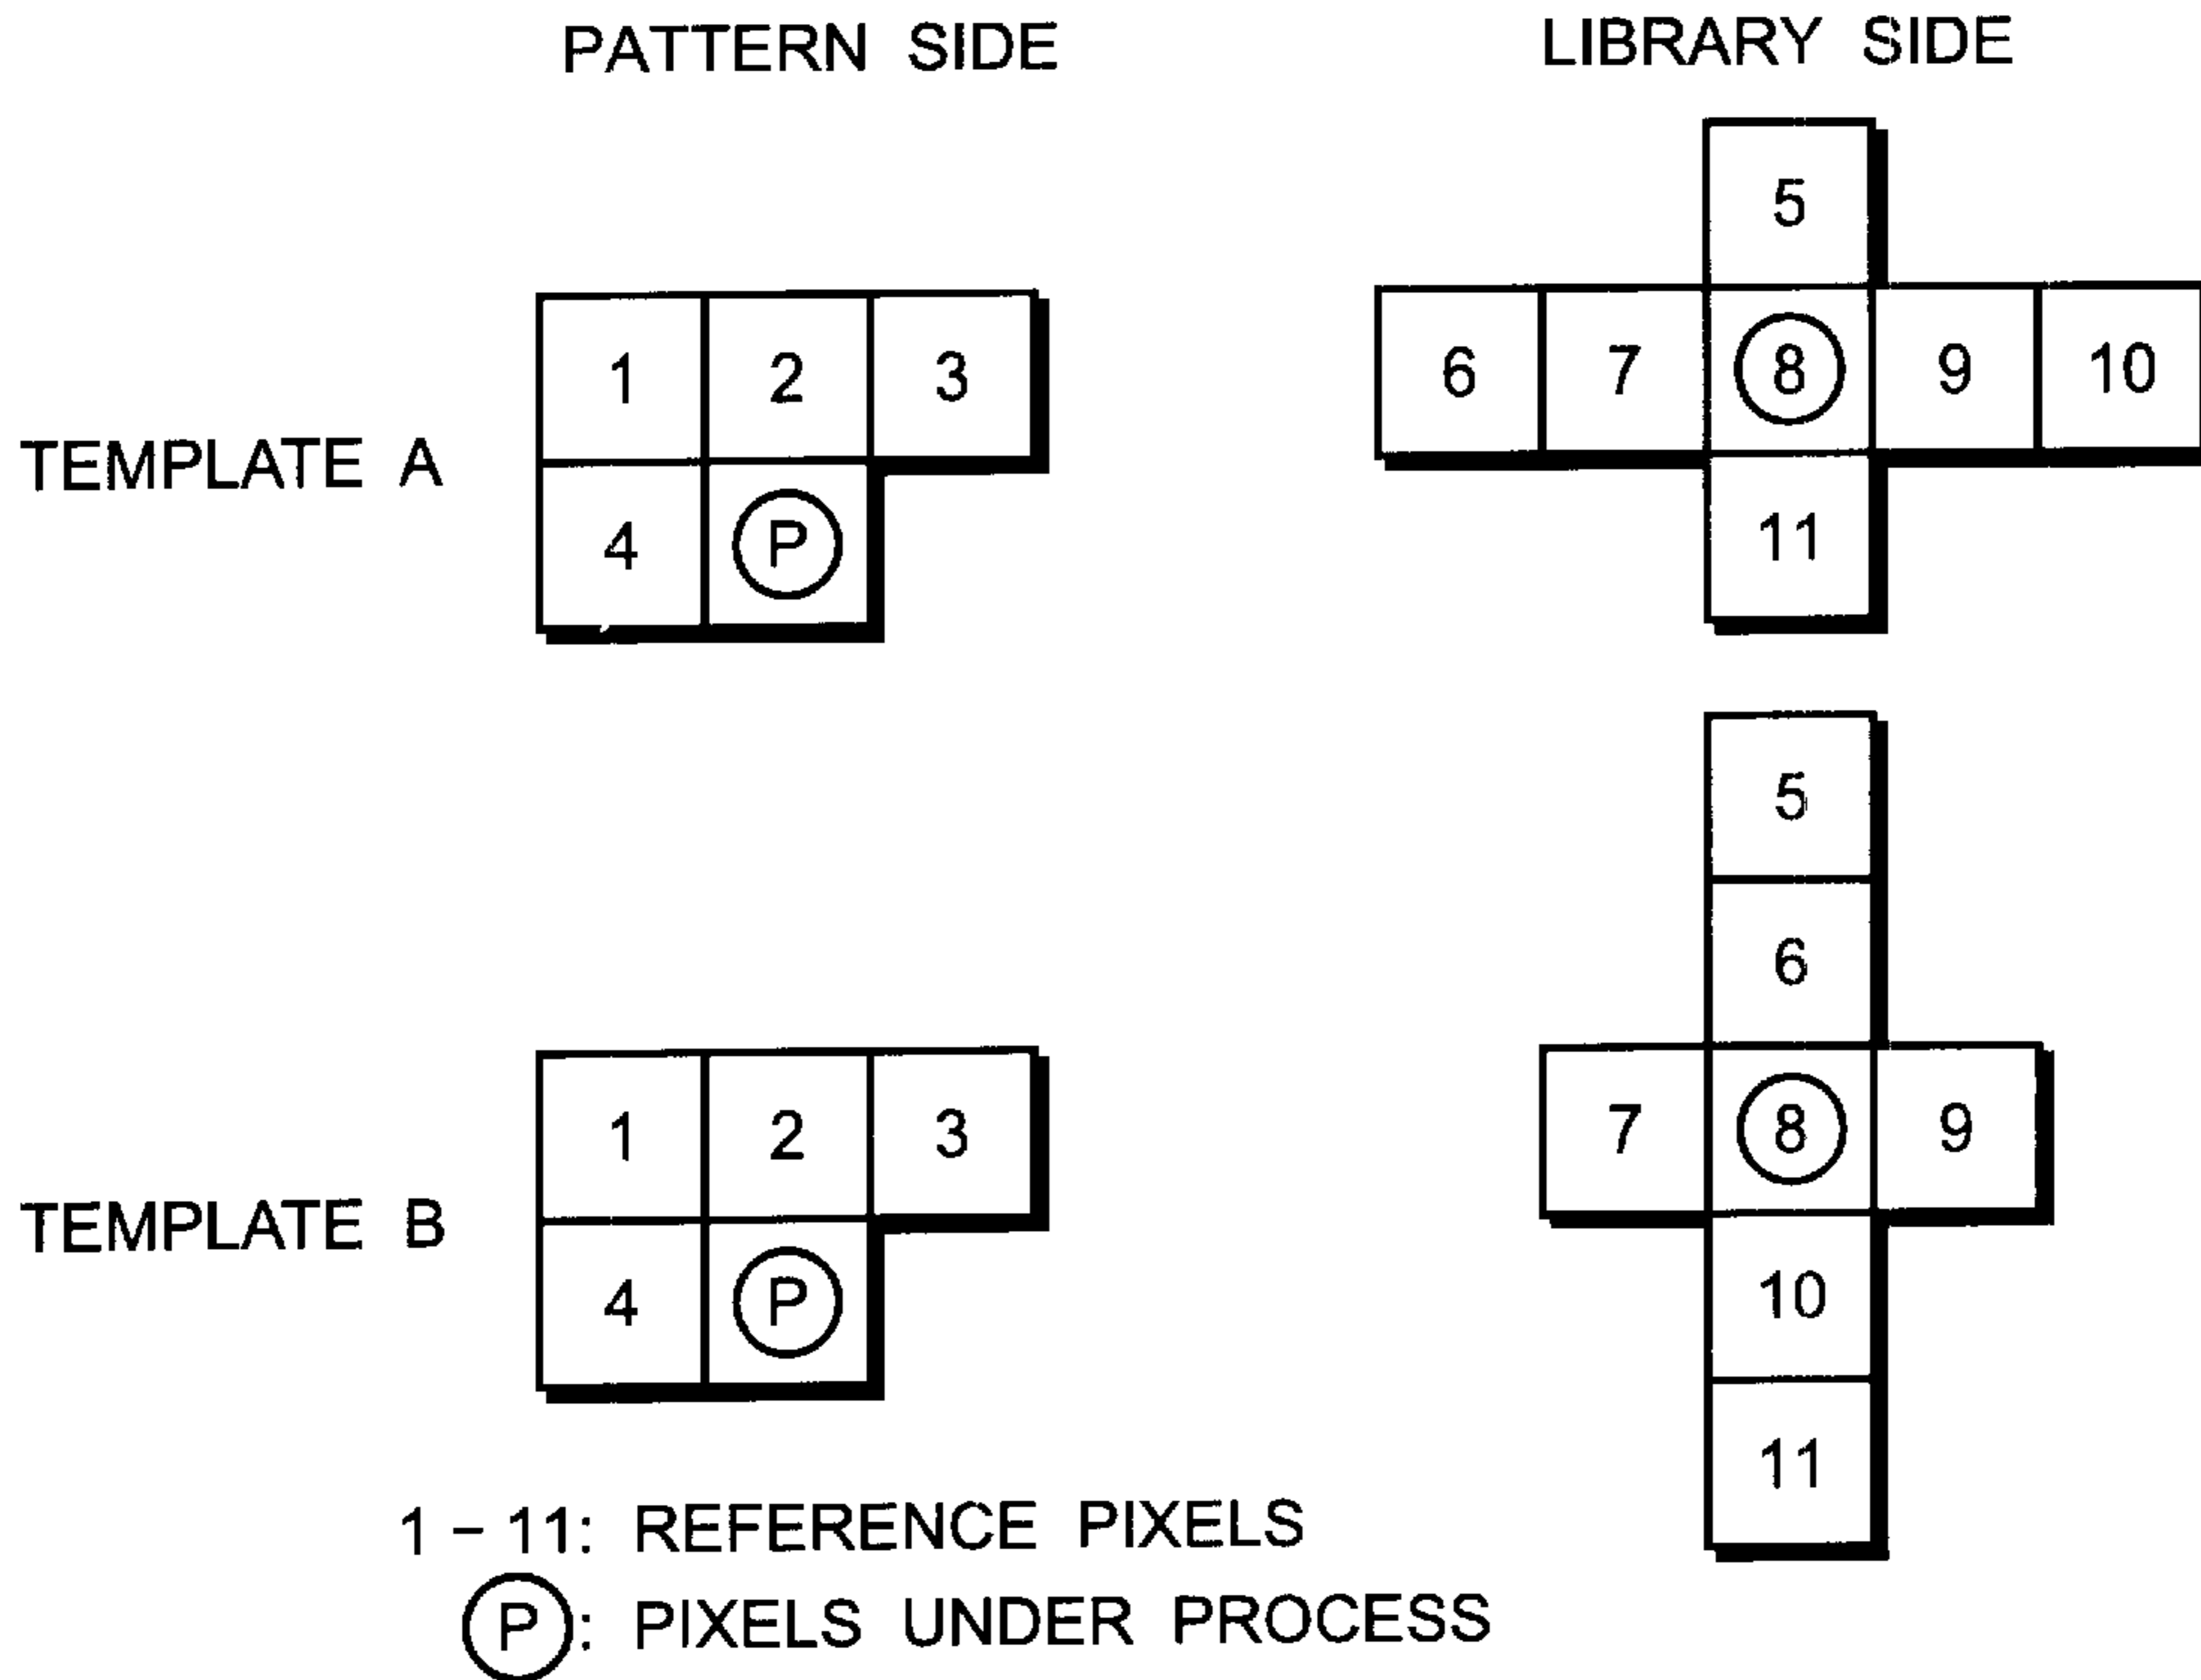 PATTERN SIDE LIBRARY SIDE
5
1 2 3 6 7 8 9 10
TEMPLATE A
4 P 11
5
6
1 2 3 7 8 9
TEMPLATE B
4 P 10
11
1 – 11: REFERENCE PIXELS
P: PIXELS UNDER PROCESS